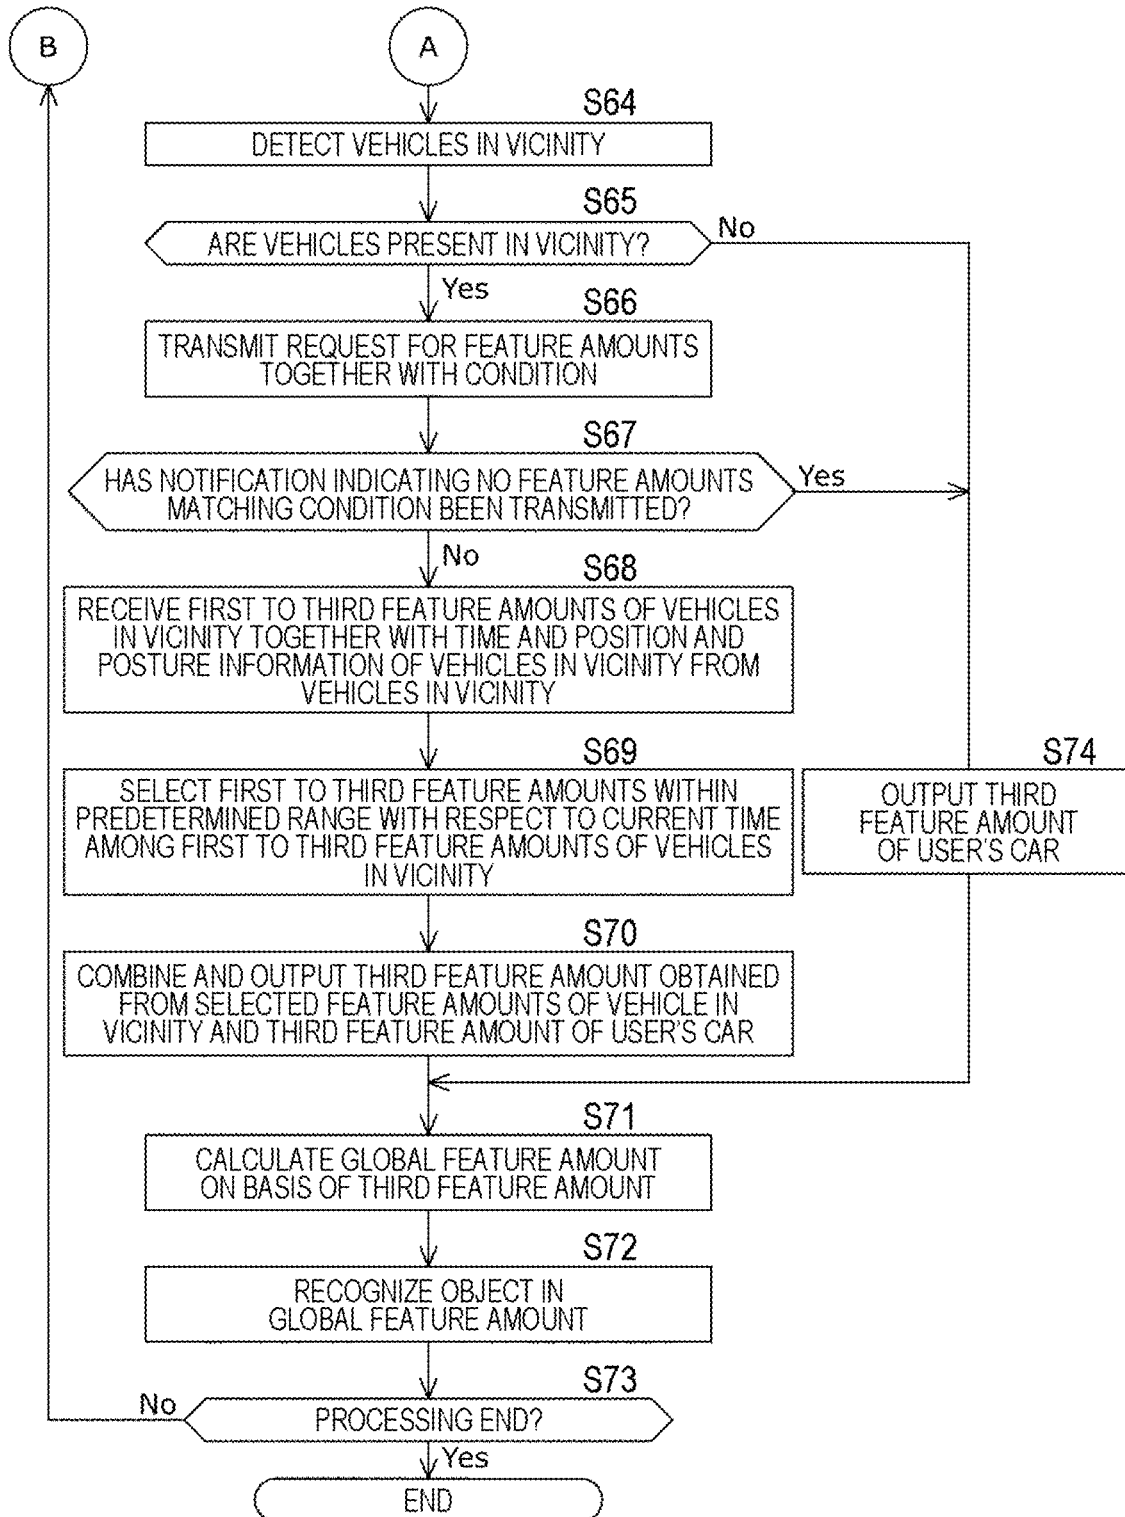 B
A
S64
DETECT VEHICLES IN VICINITY
S65
ARE VEHICLES PRESENT IN VICINITY?
No
Yes
S66
TRANSMIT REQUEST FOR FEATURE AMOUNTS
TOGETHER WITH CONDITION
S67
HAS NOTIFICATION INDICATING NO FEATURE AMOUNTS
MATCHING CONDITION BEEN TRANSMITTED?
Yes
No
S68
RECEIVE FIRST TO THIRD FEATURE AMOUNTS OF VEHICLES
IN VICINITY TOGETHER WITH TIME AND POSITION AND
POSTURE INFORMATION OF VEHICLES IN VICINITY FROM
VEHICLES IN VICINITY
S69
SELECT FIRST TO THIRD FEATURE AMOUNTS WITHIN
PREDETERMINED RANGE WITH RESPECT TO CURRENT TIME
AMONG FIRST TO THIRD FEATURE AMOUNTS OF VEHICLES
IN VICINITY
S74
OUTPUT THIRD
FEATURE AMOUNT
OF USER'S CAR
S70
COMBINE AND OUTPUT THIRD FEATURE AMOUNT OBTAINED
FROM SELECTED FEATURE AMOUNTS OF VEHICLE IN
VICINITY AND THIRD FEATURE AMOUNT OF USER'S CAR
S71
CALCULATE GLOBAL FEATURE AMOUNT
ON BASIS OF THIRD FEATURE AMOUNT
S72
RECOGNIZE OBJECT IN
GLOBAL FEATURE AMOUNT
S73
PROCESSING END?
No
Yes
END